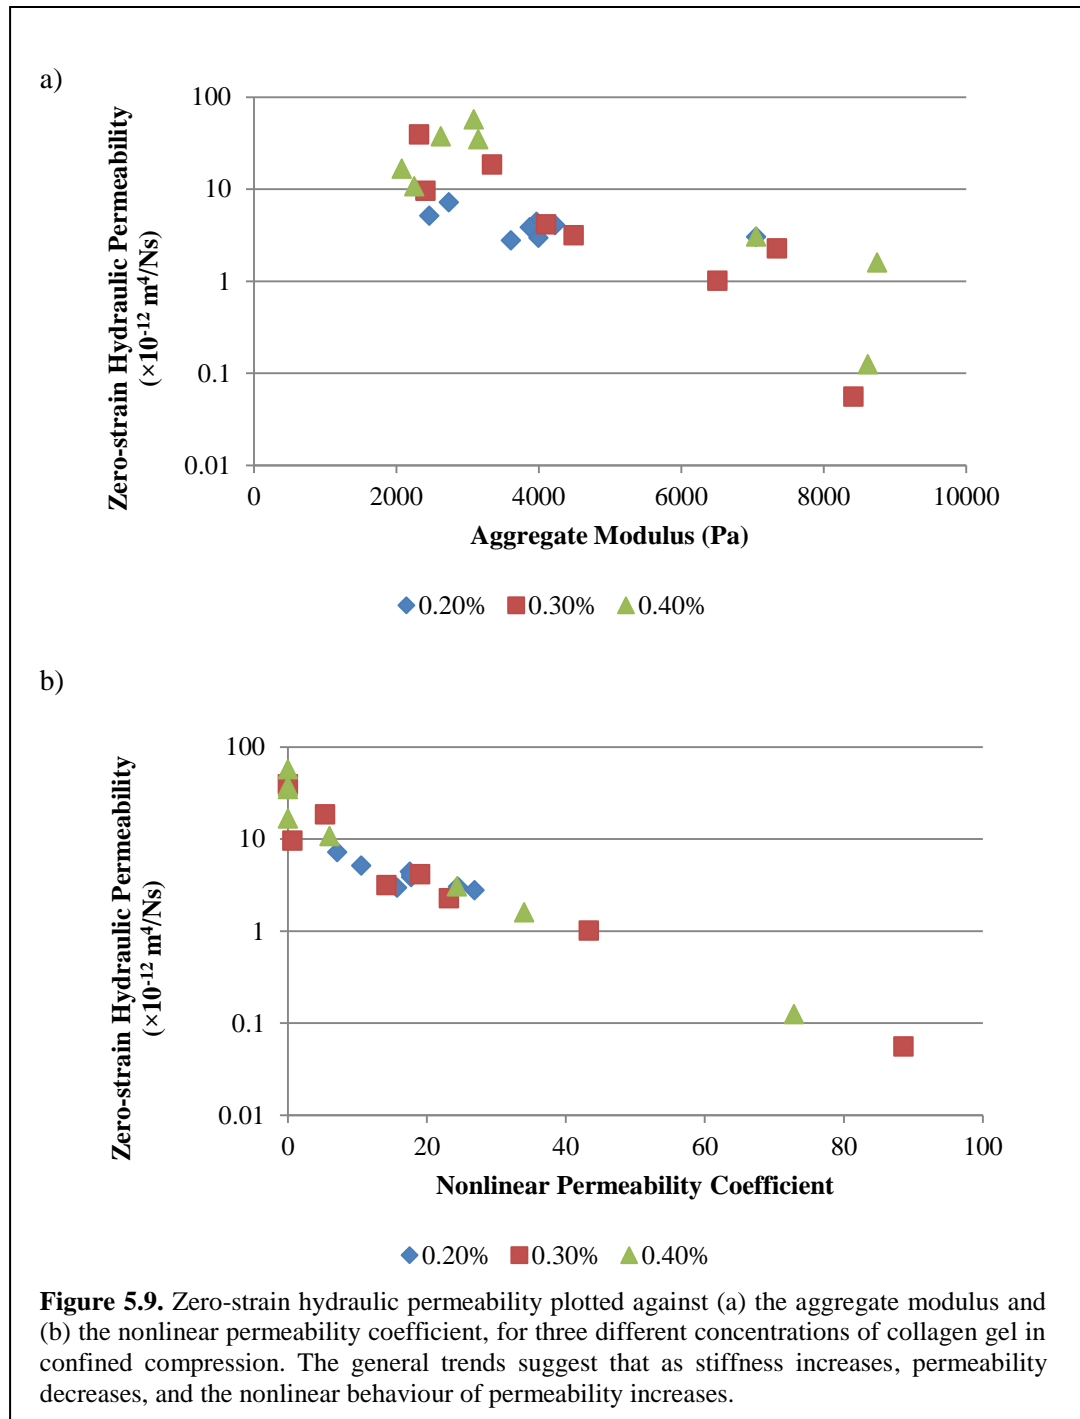 a)
Zero-strain Hydraulic Permeability
(×10⁻¹² m⁴/Ns)
100
10
1
0.1
0.01
0 2000 4000 6000 8000 10000
Aggregate Modulus (Pa)
0.20% 0.30% 0.40%
b)
Zero-strain Hydraulic Permeability
(×10⁻¹² m⁴/Ns)
100
10
1
0.1
0.01
0 20 40 60 80 100
Nonlinear Permeability Coefficient
0.20% 0.30% 0.40%
Figure 5.9. Zero-strain hydraulic permeability plotted against (a) the aggregate modulus and
(b) the nonlinear permeability coefficient, for three different concentrations of collagen gel in
confined compression. The general trends suggest that as stiffness increases, permeability
decreases, and the nonlinear behaviour of permeability increases.